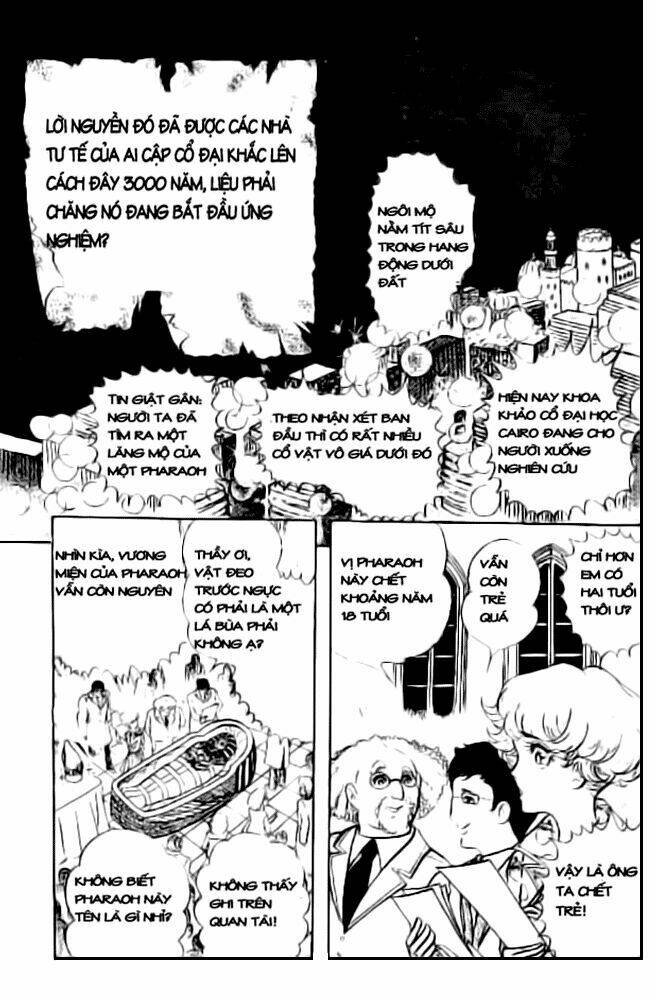 LỜI NGUYỀN ĐÓ ĐÃ ĐƯỢC CÁC NHÀ
TƯ TẾ CỦA AI CẬP CỔ ĐẠI KHẮC LÊN
CÁCH ĐÂY 3000 NĂM, LIỆU PHẢI
CHĂNG NÓ ĐANG BẮT ĐẦU ỨNG
NGHIỆM?
NGÔI MỘ
NẰM TÍT SÂU
TRONG HANG
ĐỘNG DƯỚI
ĐẤT
TIN GIẬT GÂN:
NGƯỜI TA ĐÃ
TÌM RA MỘT
LĂNG MỘ CỦA
MỘT PHARAOH
THEO NHẬN XÉT BAN
ĐẦU THÌ CÓ RẤT NHIỀU
CỔ VẬT VÔ GIÁ DƯỚI ĐÓ
HIỆN NAY KHOA
KHẢO CỔ ĐẠI HỌC
CAIRO ĐANG CHO
NGƯỜI XUỐNG
NGHIÊN CỨU
NHÌN KÌA, VƯƠNG
MIỆN CỦA PHARAOH
VẪN CÒN NGUYÊN
THẦY ƠI,
VẬT ĐEO
TRƯỚC NGỰC
CÓ PHẢI LÀ MỘT
LÁ BÙA PHẢI
KHÔNG Ạ?
KHÔNG BIẾT
PHARAOH NÀY
TÊN LÀ GÌ NHỈ?
KHÔNG THẤY
GHI TRÊN
QUAN TÀI!
VỊ PHARAOH
NÀY CHẾT
KHOẢNG NĂM
18 TUỔI
VẪN
CÒN
TRẺ
QUÁ
CHỈ HƠN
EM CÓ
HAI TUỔI
THÔI Ư?
VẬY LÀ ÔNG
TA CHẾT
TRẺ!